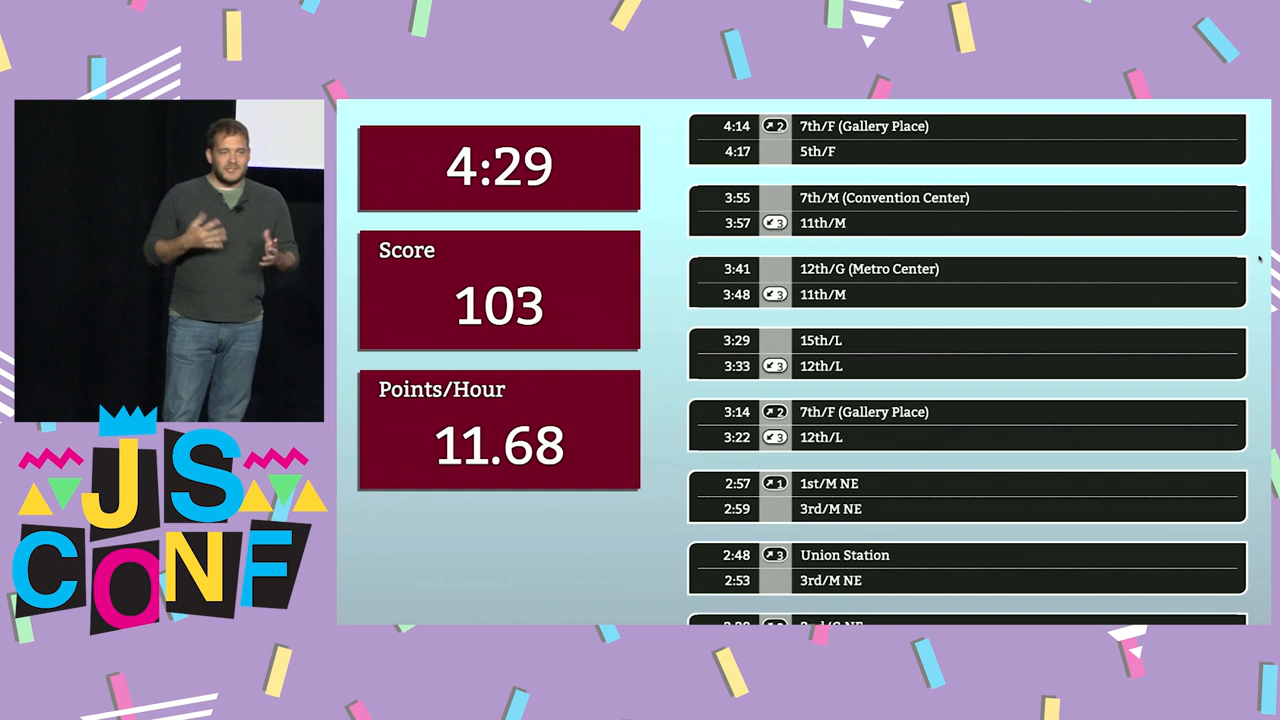 4:29
Score
103
Points/Hour
11.68
4:14 2 7th/F (Gallery Place)
4:17 5th/F
3:55 7th/M (Convention Center)
3:57 3 11th/M
3:41 12th/G (Metro Center)
3:48 3 11th/M
3:29 15th/L
3:33 3 12th/L
3:14 2 7th/F (Gallery Place)
3:22 3 12th/L
2:57 1 1st/M NE
2:59 3rd/M NE
2:48 3 Union Station
2:53 3rd/M NE
JS
CONF